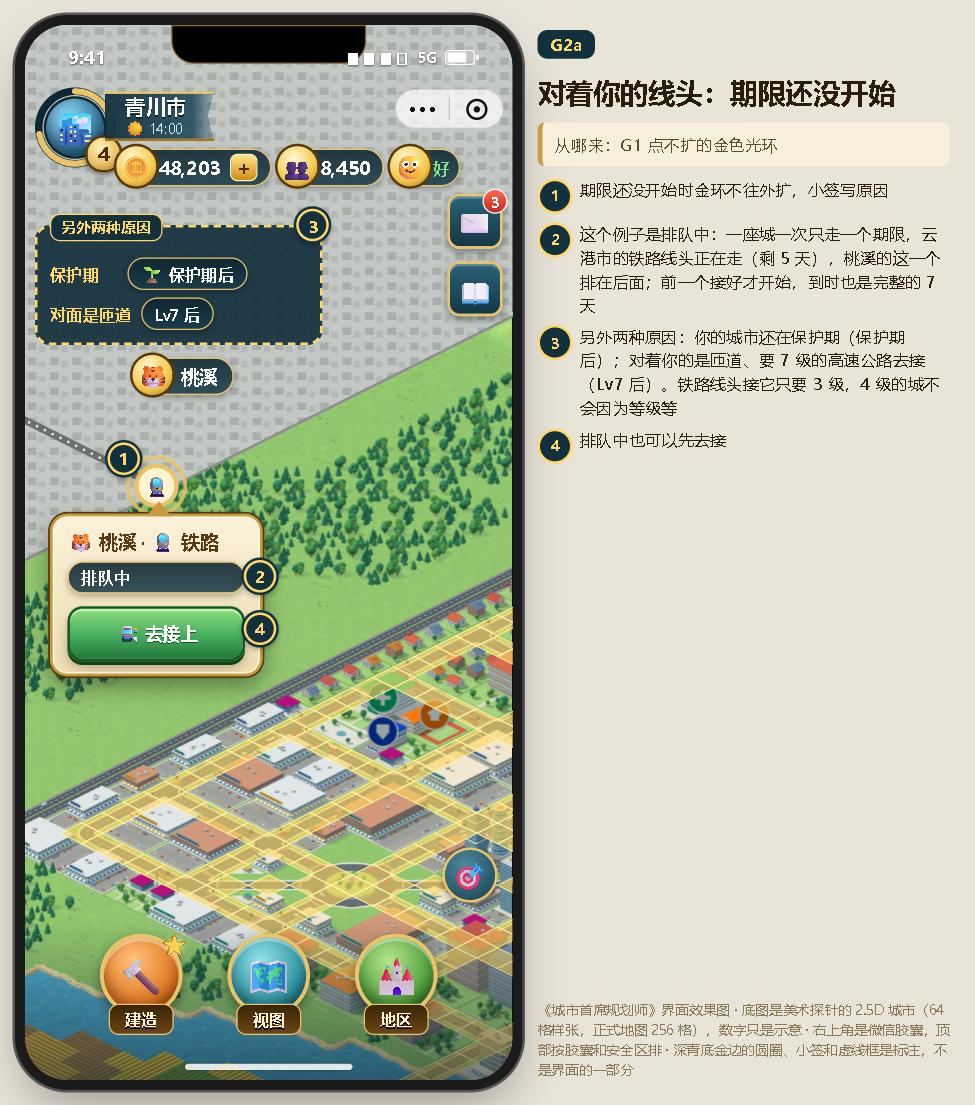 9:41
5G
青川市
14:00
4
48,203
+
8,450
好
3
另外两种原因
3
保护期
保护期后
对面是匝道
Lv7 后
桃溪
1
桃溪 · 铁路
排队中
2
去接上
4
建造
视图
地区
G2a
对着你的线头：期限还没开始
从哪来：G1 点不扩的金色光环
1 期限还没开始时金环不往外扩，小签写原因
2 这个例子是排队中：一座城一次只走一个期限，云
港市的铁路线头正在走（剩 5 天），桃溪的这一个
排在后面；前一个接好才开始，到时也是完整的 7
天
3 另外两种原因：你的城市还在保护期（保护期
后）；对着你的是匝道、要 7 级的高速公路去接
（Lv7 后）。铁路线头接它只要 3 级，4 级的城不
会因为等级等
4 排队中也可以先去接
《城市首席规划师》界面效果图 · 底图是美术探针的 2.5D 城市（64
格样张，正式地图 256 格），数字只是示意 · 右上角是微信胶囊，顶
部按胶囊和安全区排 · 深青底金边的圆圈、小签和虚线框是标注，不
是界面的一部分